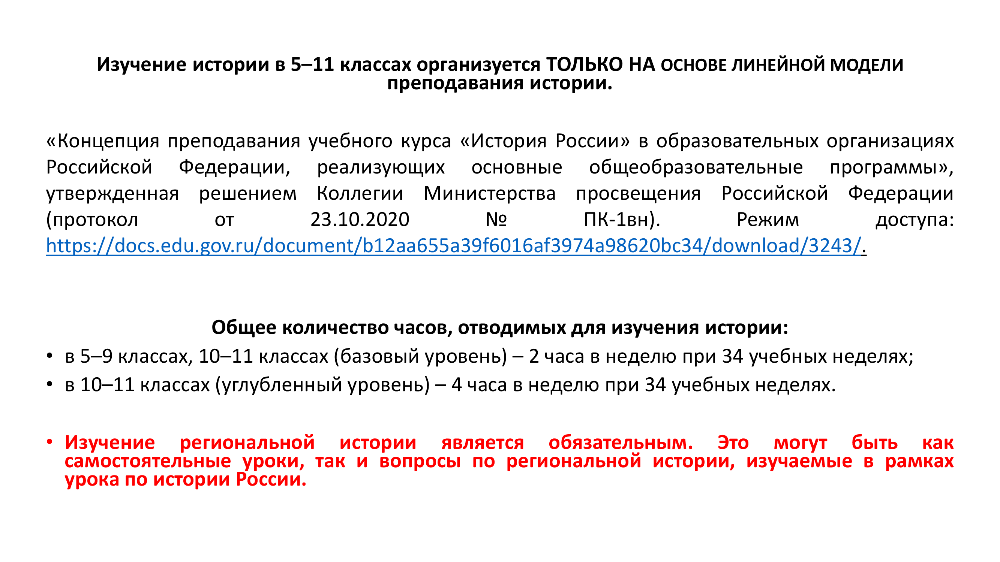 Изучение истории в 5–11 классах организуется ТОЛЬКО НА ОСНОВЕ ЛИНЕЙНОЙ МОДЕЛИ
преподавания истории.
«Концепция преподавания учебного курса «История России» в образовательных организациях
Российской Федерации, реализующих основные общеобразовательные программы»,
утвержденная решением Коллегии Министерства просвещения Российской Федерации
(протокол от 23.10.2020 № ПК-1вн). Режим доступа:
https://docs.edu.gov.ru/document/b12aa655a39f6016af3974a98620bc34/download/3243/.
Общее количество часов, отводимых для изучения истории:
• в 5–9 классах, 10–11 классах (базовый уровень) – 2 часа в неделю при 34 учебных неделях;
• в 10–11 классах (углубленный уровень) – 4 часа в неделю при 34 учебных неделях.
• Изучение региональной истории является обязательным. Это могут быть как
самостоятельные уроки, так и вопросы по региональной истории, изучаемые в рамках
урока по истории России.